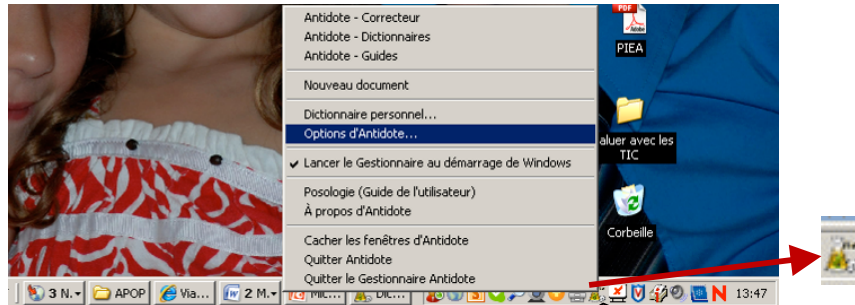 Antidote - Correcteur
Antidote - Dictionnaires
Antidote - Guides
Nouveau document
Dictionnaire personnel...
Options d'Antidote...
Lancer le Gestionnaire au démarrage de Windows
Posologie (Guide de l'utilisateur)
À propos d'Antidote
Cacher les fenêtres d'Antidote
Quitter Antidote
Quitter le Gestionnaire Antidote
PDF
Adobe
PIEA
aluer avec les
TIC
Corbeille
3 N.
APOP
Via...
2 M.
DIC...
N
13:47